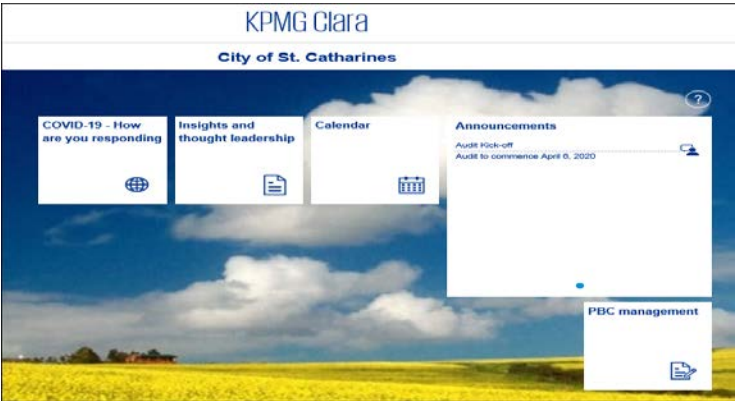 KPMG Clara
City of St. Catharines
?
COVID-19 - How
are you responding
Insights and
thought leadership
Calendar
Announcements
Audit Kick-off
Audit to commence April 6, 2020
PBC management